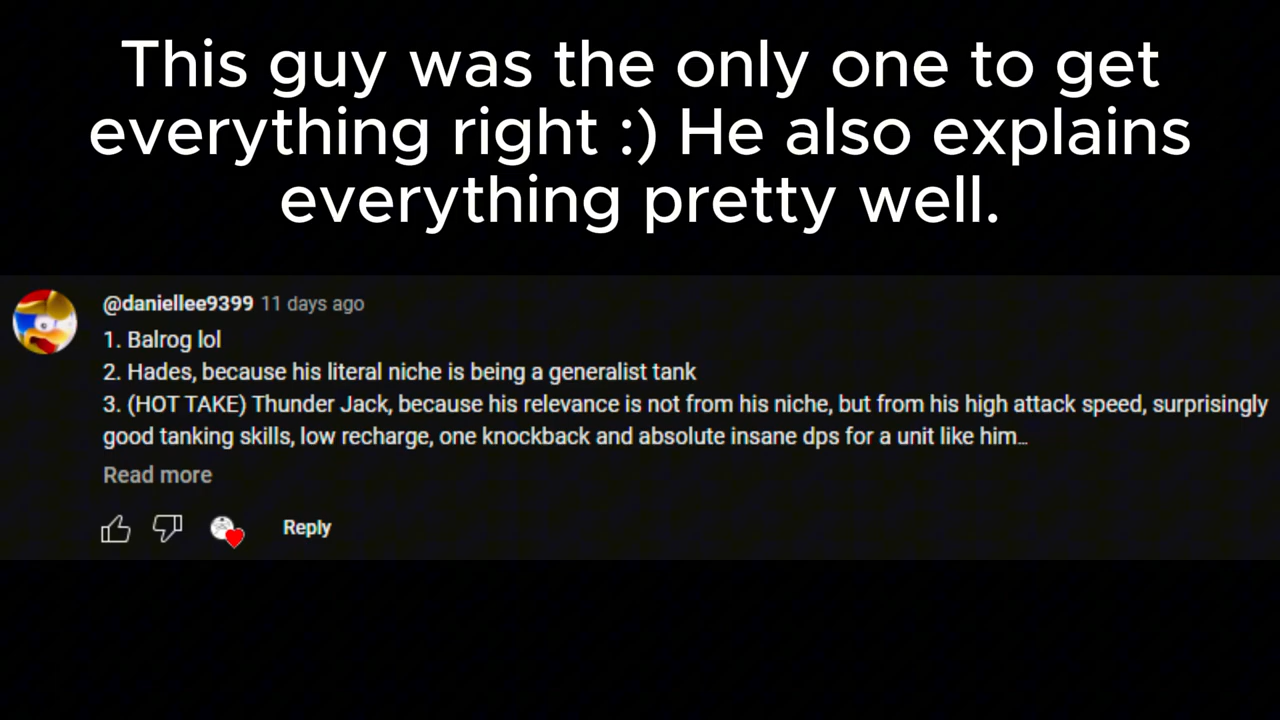 This guy was the only one to get
everything right :) He also explains
everything pretty well.
@daniellee9399 11 days ago
1. Balrog lol
2. Hades, because his literal niche is being a generalist tank
3. (HOT TAKE) Thunder Jack, because his relevance is not from his niche, but from his high attack speed, surprisingly
good tanking skills, low recharge, one knockback and absolute insane dps for a unit like him...
Read more
Reply